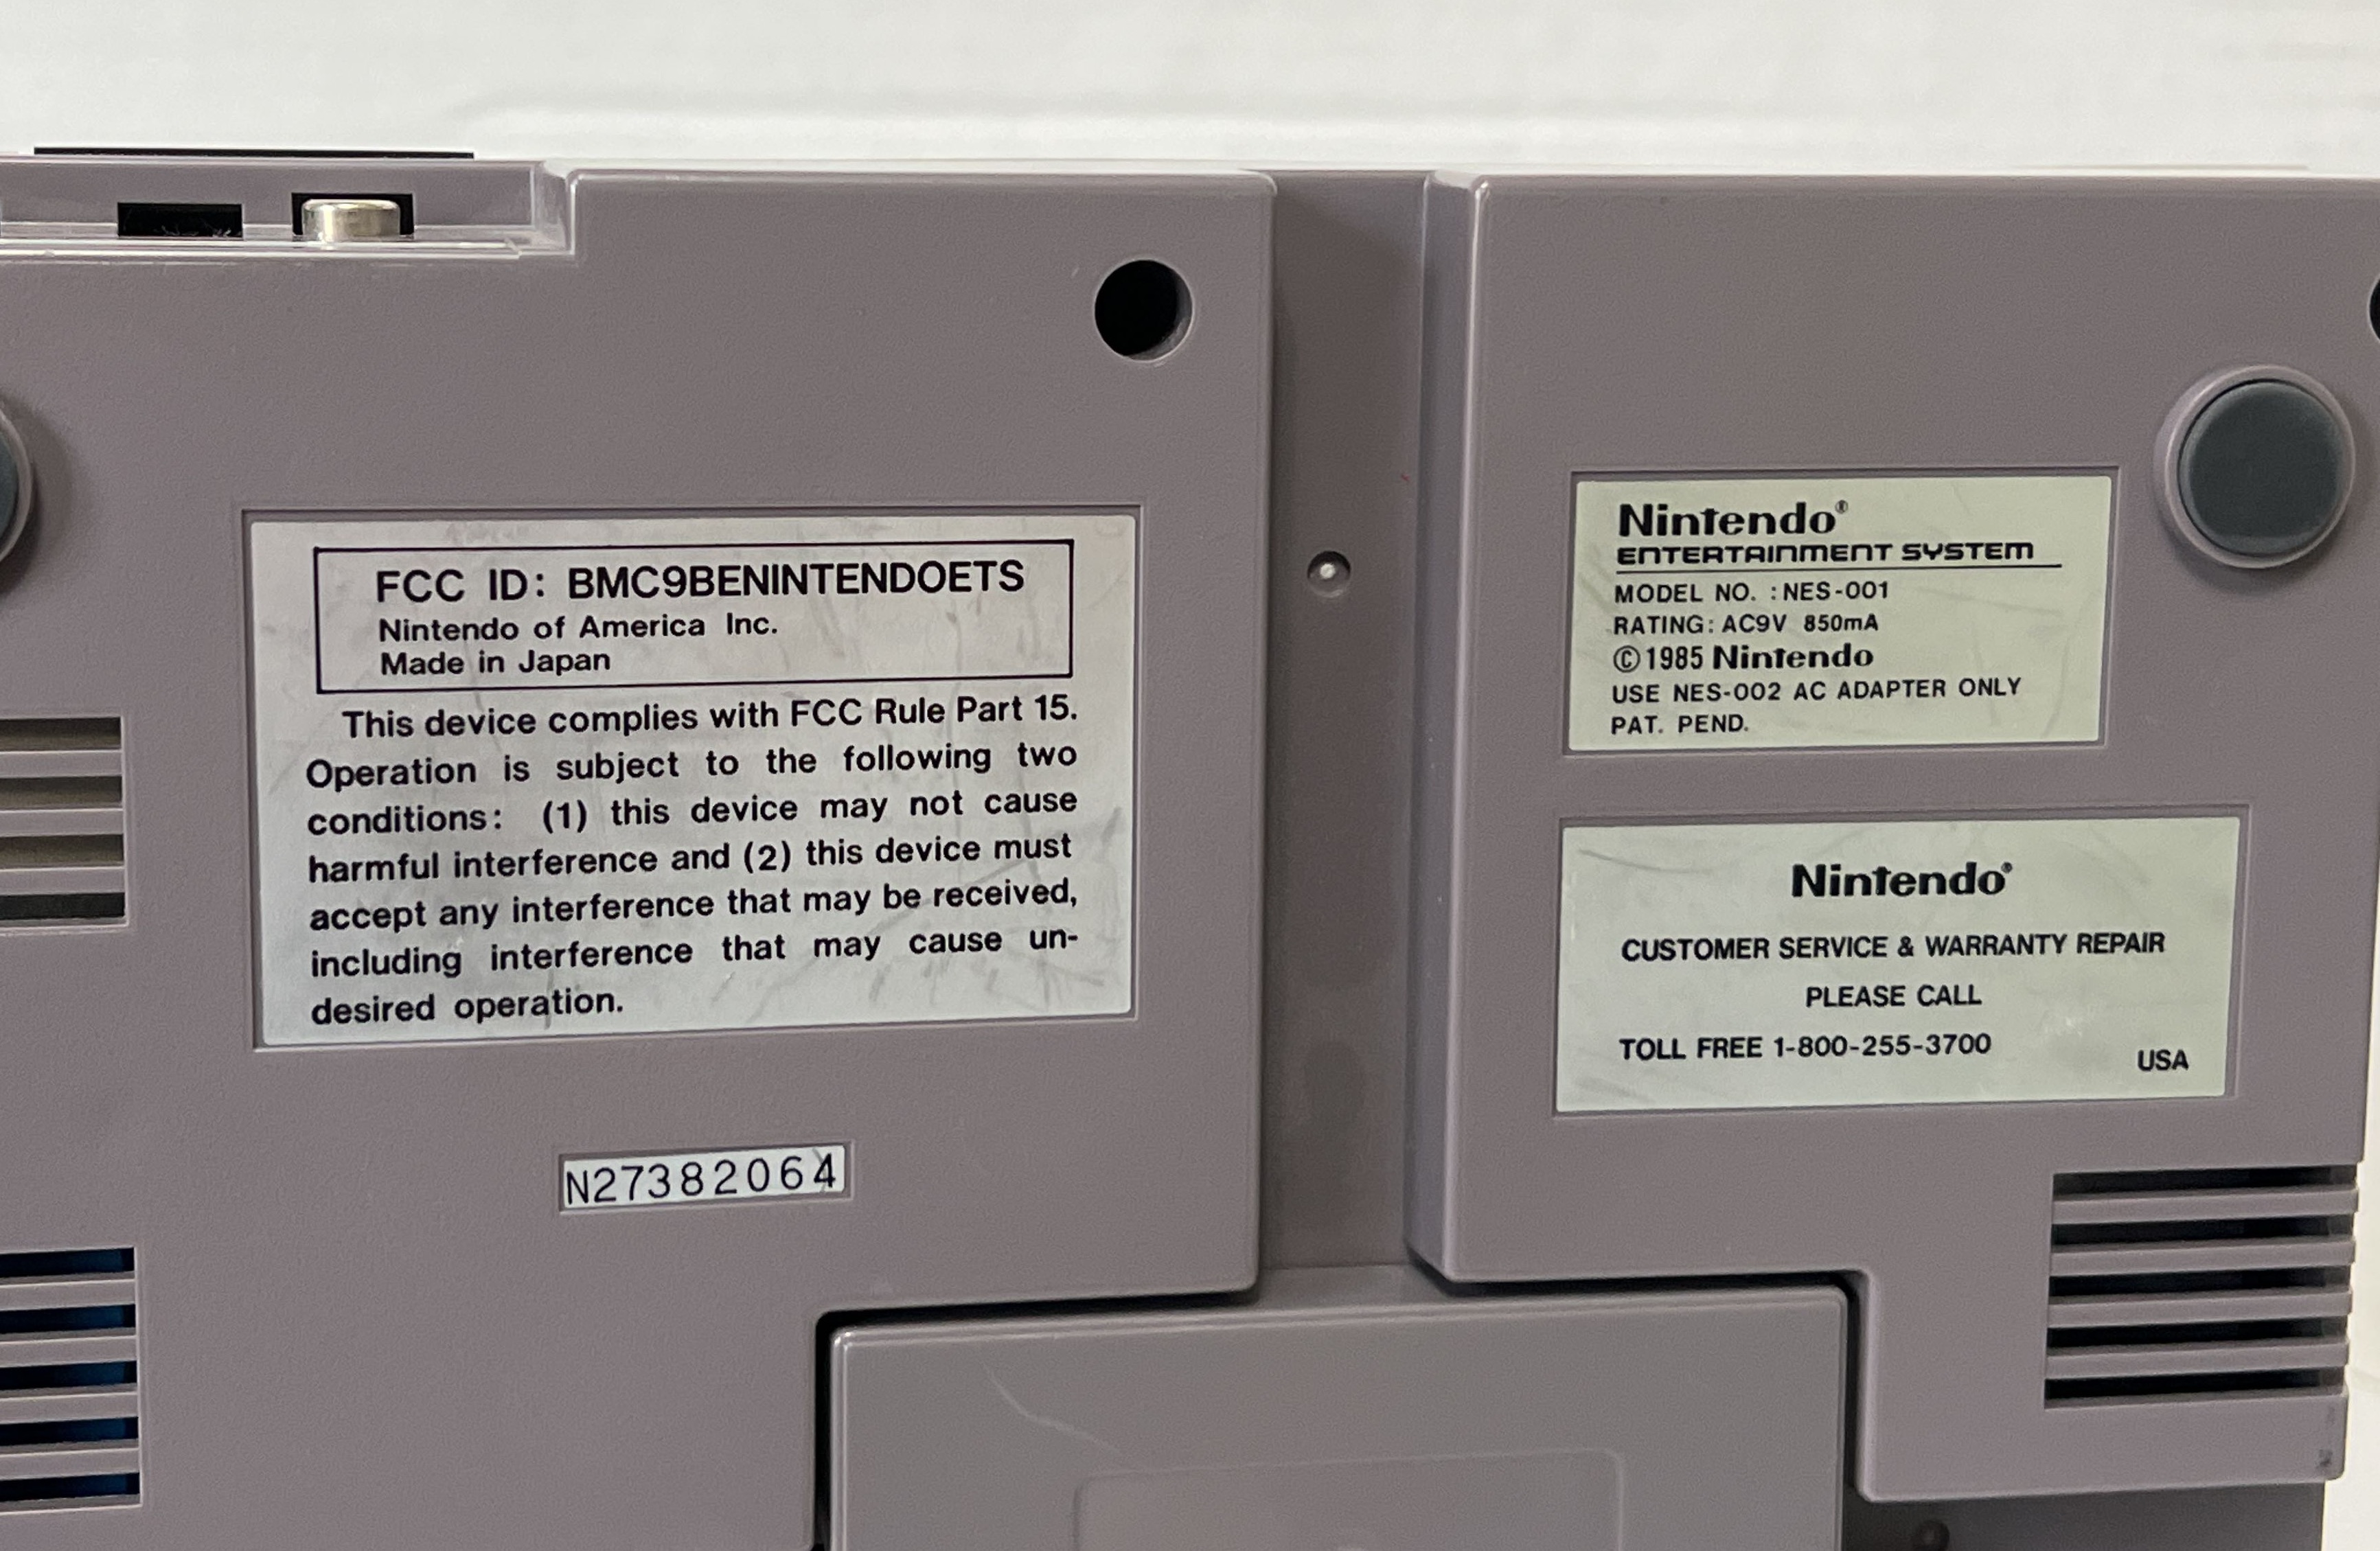 FCC ID: BMC9BENINTENDOETS
Nintendo of America Inc.
Made in Japan
This device complies with FCC Rule Part 15.
Operation is subject to the following two
conditions: (1) this device may not cause
harmful interference and (2) this device must
accept any interference that may be received,
including interference that may cause un-
desired operation.
N27382064
Nintendo®
ENTERTAINMENT SYSTEM
MODEL NO. : NES-001
RATING: AC9V 850mA
©1985 Nintendo
USE NES-002 AC ADAPTER ONLY
PAT. PEND.
Nintendo®
CUSTOMER SERVICE & WARRANTY REPAIR
PLEASE CALL
TOLL FREE 1-800-255-3700
USA